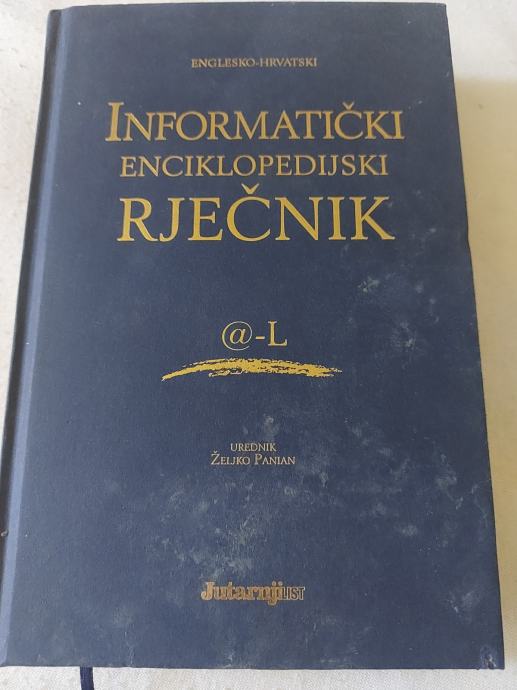 ENGLESKO-HRVATSKI
INFORMATIČKI
ENCIKLOPEDIJSKI
RJEČNIK
@-L
UREDNIK
ŽELJKO PANIAN
Jutarnji LIST